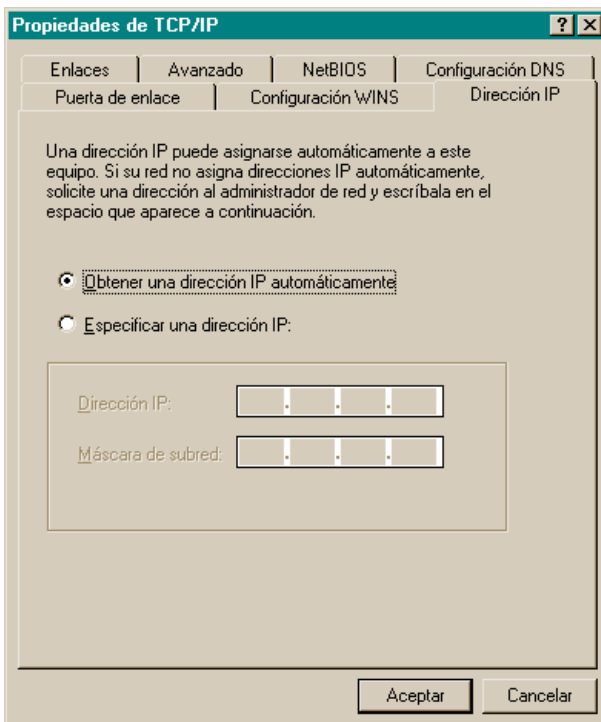 Propiedades de TCP/IP
Enlaces Avanzado NetBIOS Configuración DNS
Puerta de enlace Configuración WINS Dirección IP
Una dirección IP puede asignarse automáticamente a este
equipo. Si su red no asigna direcciones IP automáticamente,
solicite una dirección al administrador de red y escríbala en el
espacio que aparece a continuación.
Obtener una dirección IP automáticamente
Especificar una dirección IP:
Dirección IP:
Máscara de subred:
Aceptar Cancelar